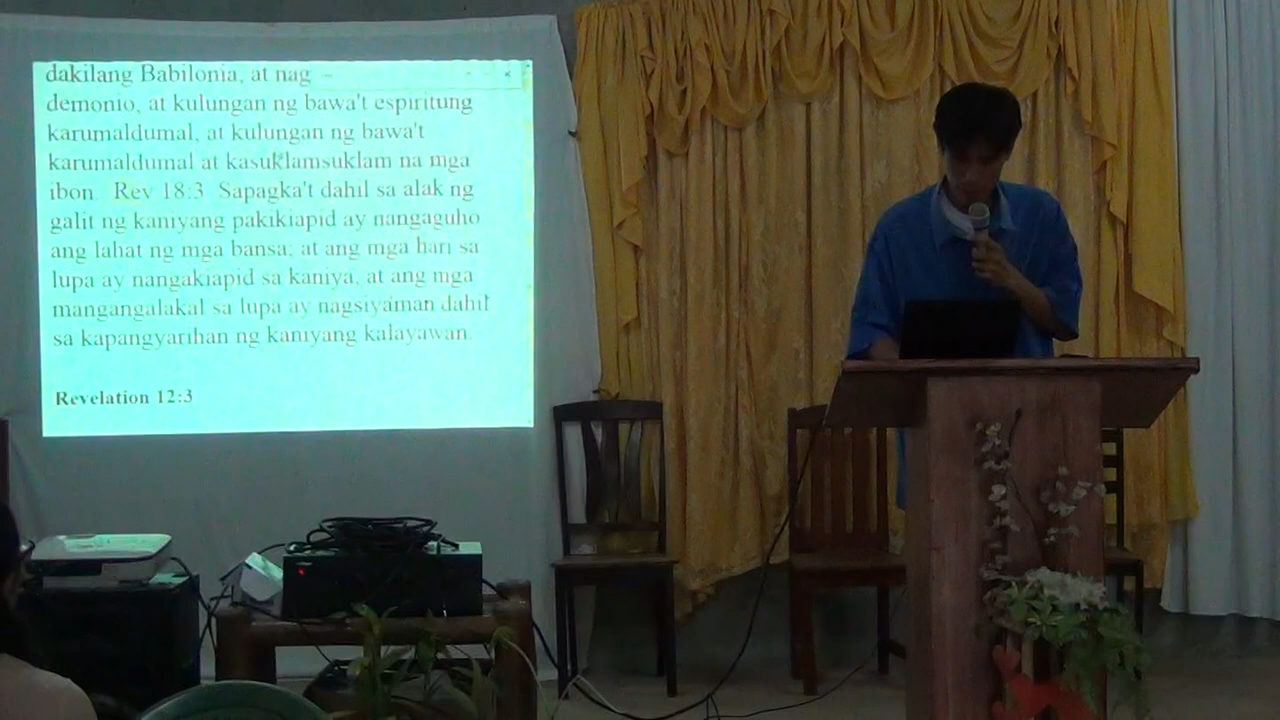 dakilang Babilonia, at nag
demonio, at kulungan ng bawa't espiritung
karumaldumal, at kulungan ng bawa't
karumaldumal at kasuklamsuklam na mga
ibon. Rev 18:3 Sapagka't dahil sa alak ng
galit ng kaniyang pakikiapid ay nangaguho
ang lahat ng mga bansa; at ang mga hari sa
lupa ay nangakiapid sa kaniya, at ang mga
mangangalakal sa lupa ay nagsiyaman dahil
sa kapangyarihan ng kaniyang kalayawan.
Revelation 12:3